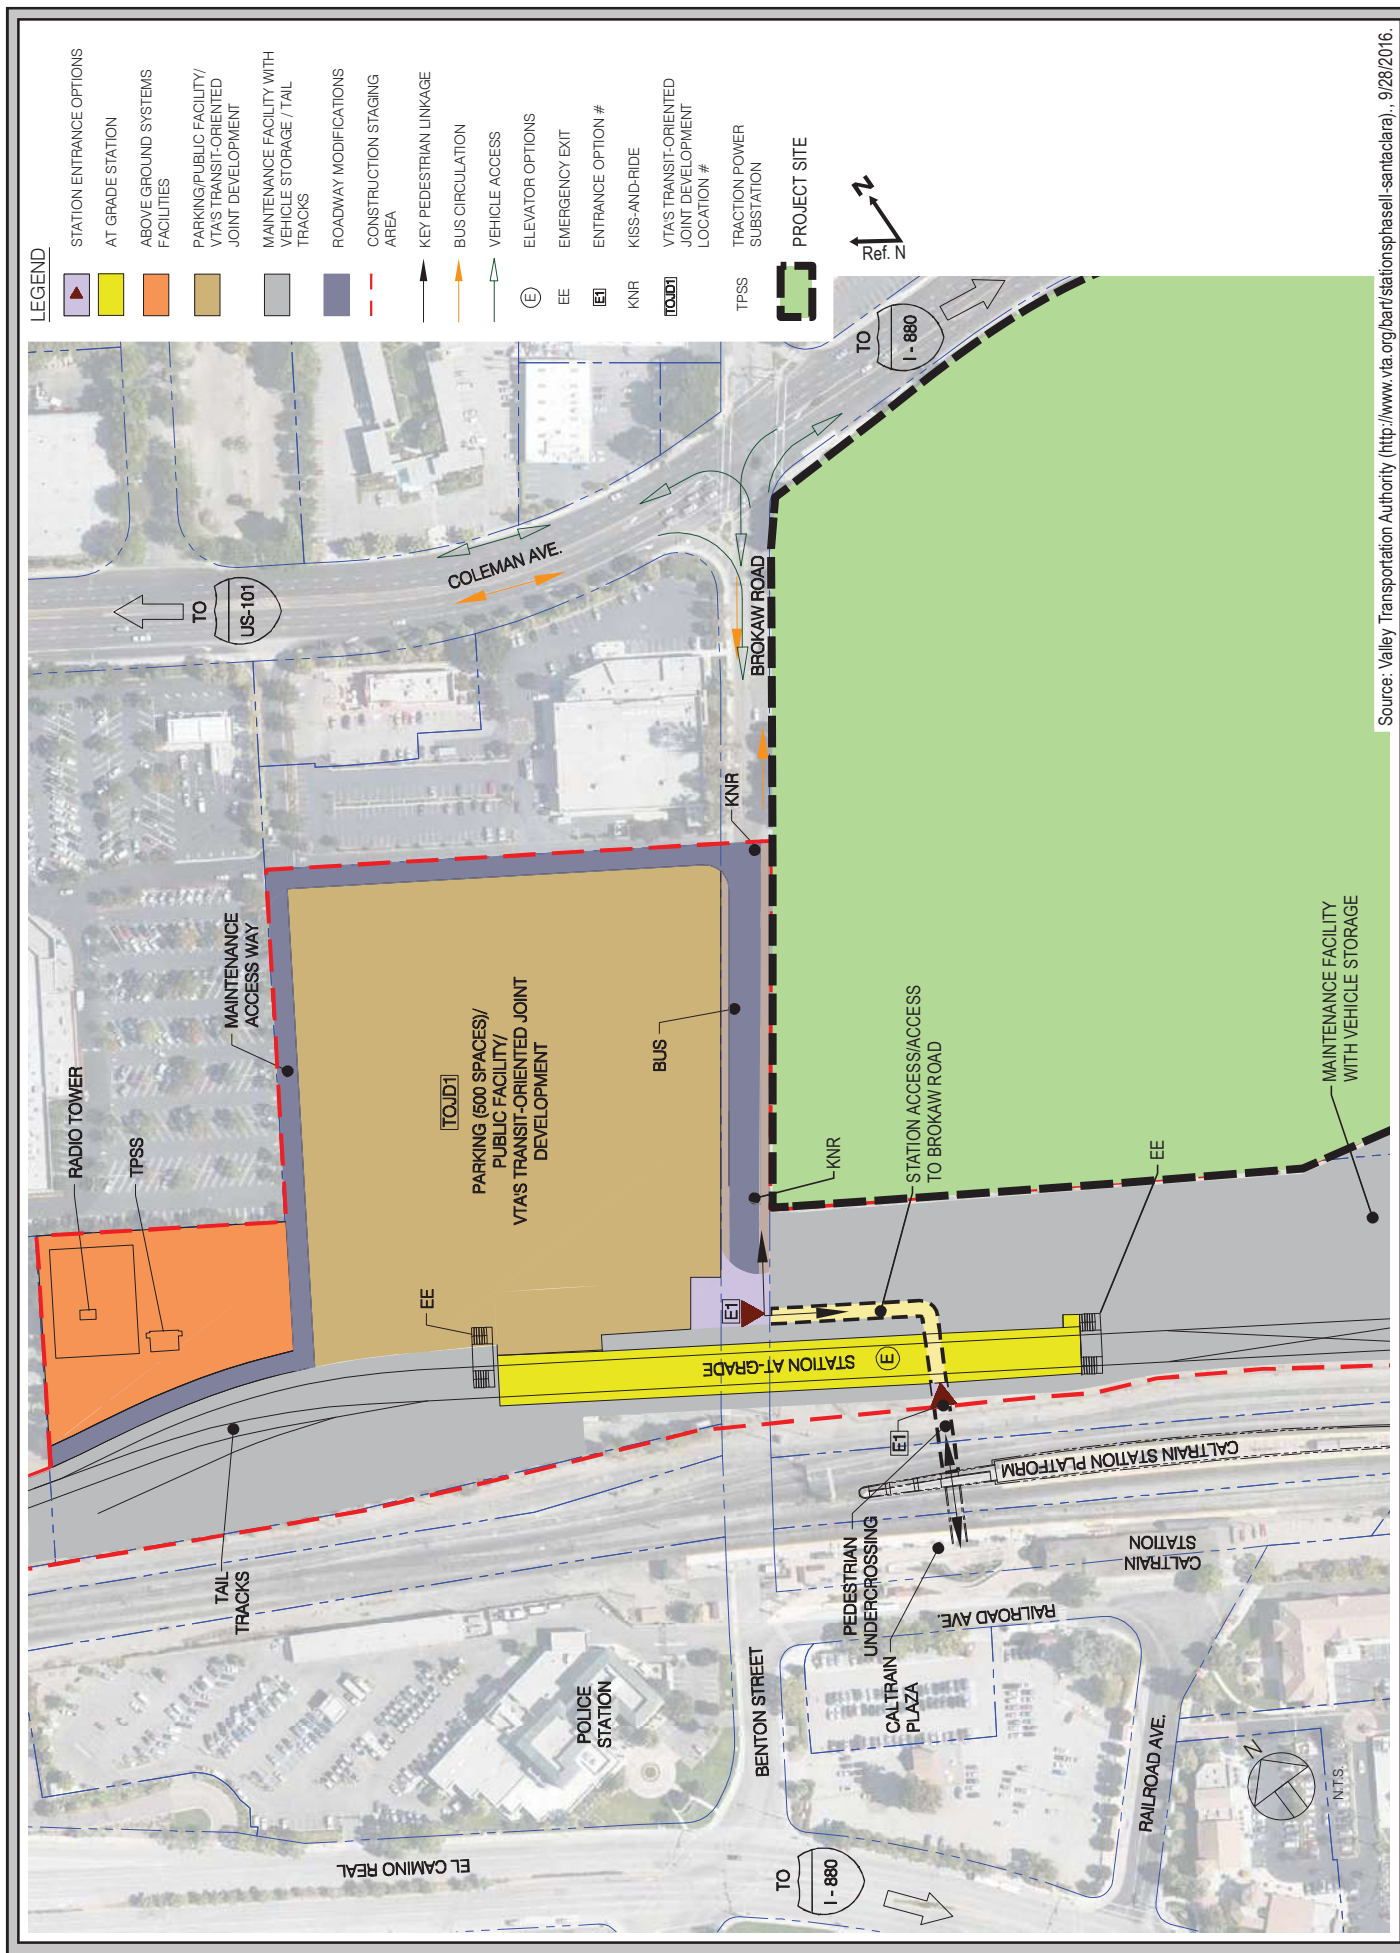 LEGEND
STATION ENTRANCE OPTIONS
AT GRADE STATION
ABOVE GROUND SYSTEMS
FACILITIES
PARKING/PUBLIC FACILITY/
VTA'S TRANSIT-ORIENTED
JOINT DEVELOPMENT
MAINTENANCE FACILITY WITH
VEHICLE STORAGE / TAIL
TRACKS
ROADWAY MODIFICATIONS
CONSTRUCTION STAGING
AREA
KEY PEDESTRIAN LINKAGE
BUS CIRCULATION
VEHICLE ACCESS
E
ELEVATOR OPTIONS
EE
EMERGENCY EXIT
E1
ENTRANCE OPTION #
KNR
KISS-AND-RIDE
TOJD1
VTA'S TRANSIT-ORIENTED
JOINT DEVELOPMENT
LOCATION #
TPSS
TRACTION POWER
SUBSTATION
PROJECT SITE
N
Ref. N
TO
US-101
COLEMAN AVE.
TO
I - 880
BROKAW ROAD
KNR
MAINTENANCE
ACCESS WAY
RADIO TOWER
TPSS
TOJD1
PARKING (500 SPACES)/
PUBLIC FACILITY/
VTA'S TRANSIT-ORIENTED JOINT
DEVELOPMENT
BUS
KNR
STATION ACCESS/ACCESS
TO BROKAW ROAD
EE
MAINTENANCE FACILITY
WITH VEHICLE STORAGE
EE
E1
STATION AT-GRADE
E
E1
TAIL
TRACKS
CALTRAIN STATION PLATFORM
PEDESTRIAN
UNDERCROSSING
CALTRAIN
STATION
CALTRAIN
PLAZA
RAILROAD AVE.
POLICE
STATION
BENTON STREET
RAILROAD AVE.
EL CAMINO REAL
TO
I - 880
N
N.T.S.
Source: Valley Transportation Authority (http://www.vta.org/bart/stationsphasell-santaclara)., 9/28/2016.